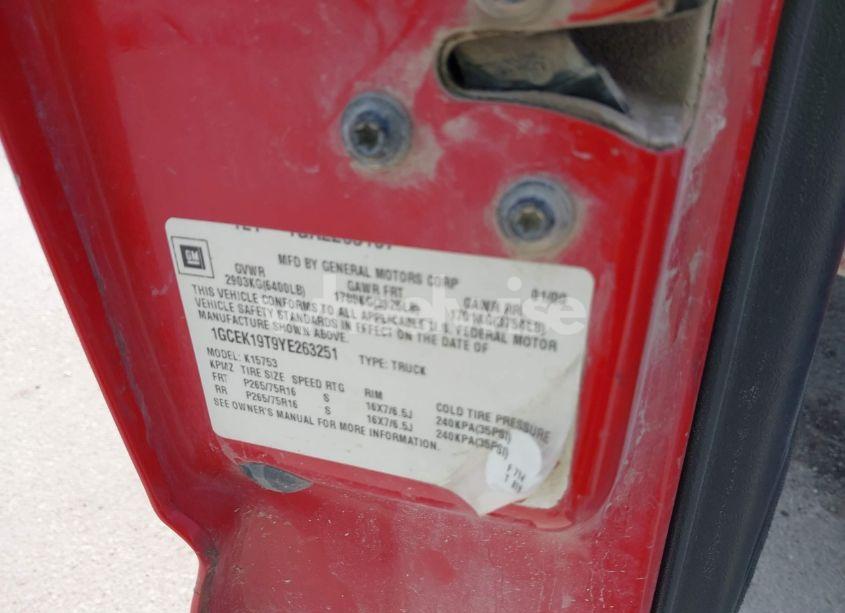 GM
MFD BY GENERAL MOTORS CORP
GVWR GAWR FRT GAWR RR
2903KG(6400LB)
THIS VEHICLE CONFORMS TO ALL APPLICABLE U.S. FEDERAL MOTOR
VEHICLE SAFETY STANDARDS IN EFFECT ON THE DATE OF
MANUFACTURE SHOWN ABOVE.
1GCEK19T9YE263251 TYPE: TRUCK
MODEL: K15753
KPMZ TIRE SIZE SPEED RTG RIM COLD TIRE PRESSURE
FRT P265/75R16 S 16X7/6.5J 240KPA(35PSI)
RR P265/75R16 S 16X7/6.5J 240KPA(35PSI)
SEE OWNER'S MANUAL FOR MORE INFORMATION.